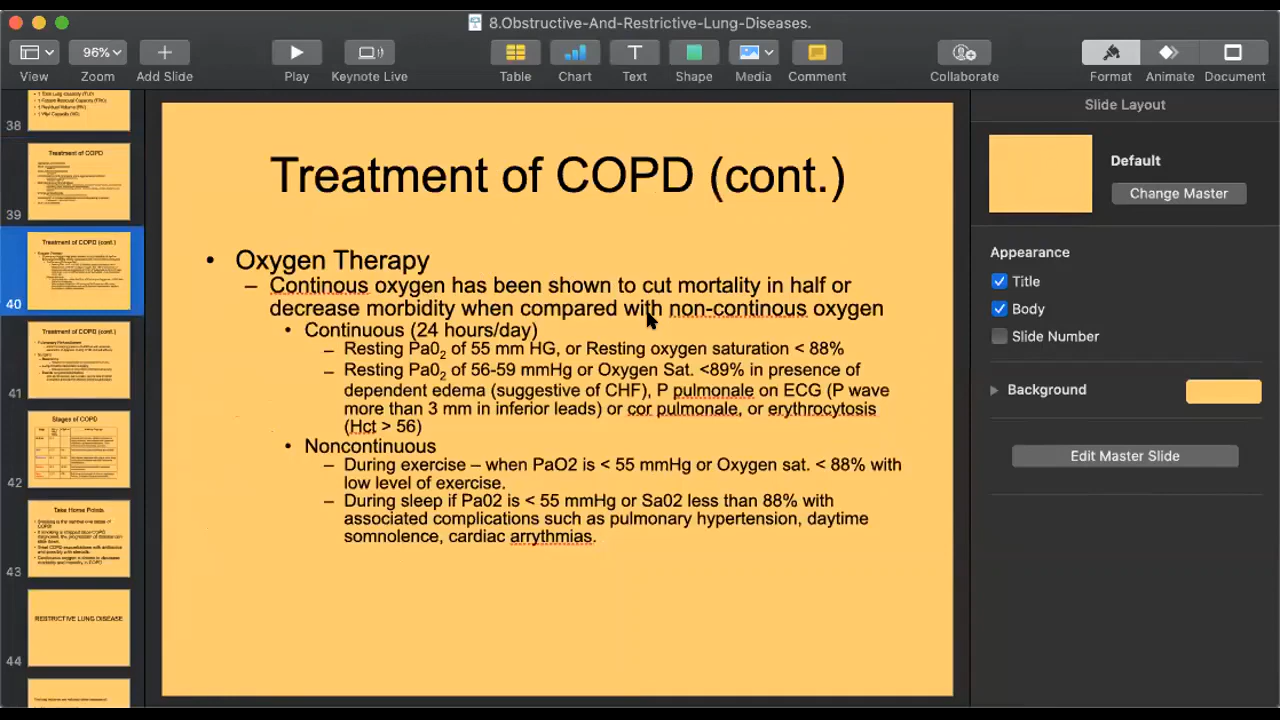 8.Obstructive-And-Restrictive-Lung-Diseases.
96%
View
Zoom
Add Slide
Play
Keynote Live
Table
Chart
Text
Shape
Media
Comment
Collaborate
Format
Animate
Document
38
Treatment of COPD
39
Treatment of COPD (cont.)
40
Treatment of COPD (cont.)
41
Stages of COPD
42
Take Home Points
43
RESTRICTIVE LUNG DISEASE
44
Treatment of COPD (cont.)
• Oxygen Therapy
– Continous oxygen has been shown to cut mortality in half or
decrease morbidity when compared with non-continous oxygen
• Continuous (24 hours/day)
– Resting Pa0₂ of 55 mm HG, or Resting oxygen saturation < 88%
– Resting Pa0₂ of 56-59 mmHg or Oxygen Sat. <89% in presence of
dependent edema (suggestive of CHF), P pulmonale on ECG (P wave
more than 3 mm in inferior leads) or cor pulmonale, or erythrocytosis
(Hct > 56)
• Noncontinuous
– During exercise – when PaO2 is < 55 mmHg or Oxygen sat. < 88% with
low level of exercise.
– During sleep if Pa02 is < 55 mmHg or Sa02 less than 88% with
associated complications such as pulmonary hypertension, daytime
somnolence, cardiac arrythmias.
Slide Layout
Default
Change Master
Appearance
Title
Body
Slide Number
Background
Edit Master Slide